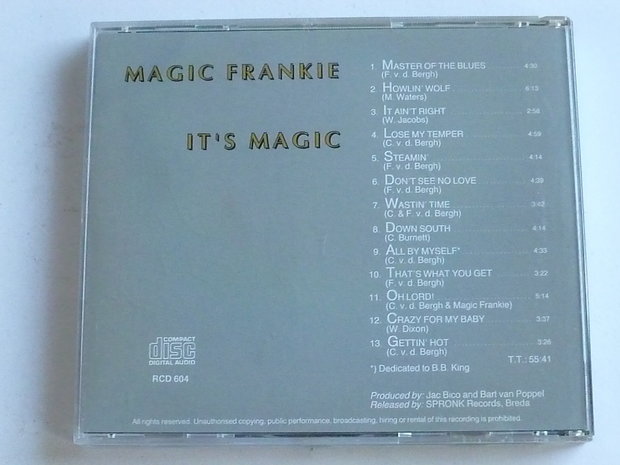 MAGIC FRANKIE
IT'S MAGIC
1. MASTER OF THE BLUES 4:30
(F. v. d. Bergh)
2. HOWLIN' WOLF 6:13
(M. Waters)
3. IT AIN'T RIGHT 2:58
(W. Jacobs)
4. LOSE MY TEMPER 4:59
(C. v. d. Bergh)
5. STEAMIN' 4:14
(F. v. d. Bergh)
6. DON'T SEE NO LOVE 4:39
(F. v. d. Bergh)
7. WASTIN' TIME 3:42
(C. & F. v. d. Bergh)
8. DOWN SOUTH 4:14
(C. Burnett)
9. ALL BY MYSELF* 4:33
(C. v. d. Bergh)
10. THAT'S WHAT YOU GET 3:22
(F. v. d. Bergh)
11. OH LORD! 5:14
(C. v. d. Bergh & Magic Frankie)
12. CRAZY FOR MY BABY 3:37
(W. Dixon)
13. GETTIN' HOT 3:26
(C. v. d. Bergh)
T.T.: 55:41
*) Dedicated to B.B. King
COMPACT
disc
DIGITAL AUDIO
RCD 604
Produced by: Jac Bico and Bart van Poppel
Released by: SPRONK Records, Breda
All rights reserved. Unauthorised copying, public performance, broadcasting, hiring or rental of this recording is prohibited.